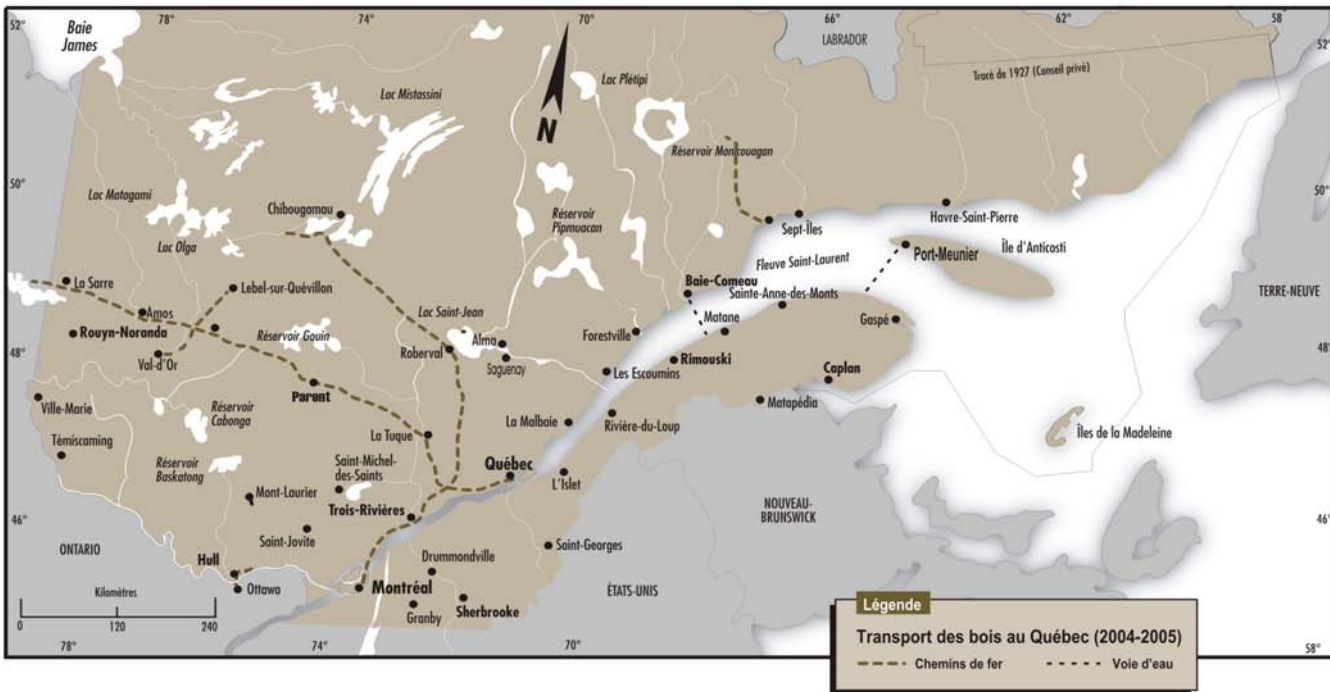 52°
78°
74°
70°
66°
62°
58°
52°
Baie
James
LABRADOR
Tracé de 1927 (Conseil privé)
Lac Mistassini
Lac Plétipi
N
Réservoir Manicouagan
50°
50°
Lac Matagami
Chibougamau
Réservoir
Pipmuacan
Sept-Îles
Havre-Saint-Pierre
Lac Olga
Port-Meunier
Île d'Anticosti
Fleuve Saint-Laurent
La Sarre
Lebel-sur-Quévillon
Baie-Comeau
Sainte-Anne-des-Monts
TERRE-NEUVE
Amos
Lac Saint-Jean
Rouyn-Noranda
Réservoir Gouin
Alma
Forestville
Matane
Gaspé
48°
48°
Val-d'Or
Roberval
Saguenay
Rimouski
Les Escoumins
Caplan
Parent
Ville-Marie
Réservoir
Cabonga
La Malbaie
Rivière-du-Loup
Matapédia
Îles de la Madeleine
La Tuque
Témiscaming
Réservoir
Baskatong
Saint-Michel-
des-Saints
Québec
L'Islet
Mont-Laurier
Trois-Rivières
NOUVEAU-
BRUNSWICK
46°
46°
Saint-Jovite
ONTARIO
Saint-Georges
Drummondville
Hull
Ottawa
Montréal
Granby
Sherbrooke
ÉTATS-UNIS
Kilomètres
0
120
240
78°
74°
70°
58°
Légende
Transport des bois au Québec (2004-2005)
Chemins de fer
Voie d'eau